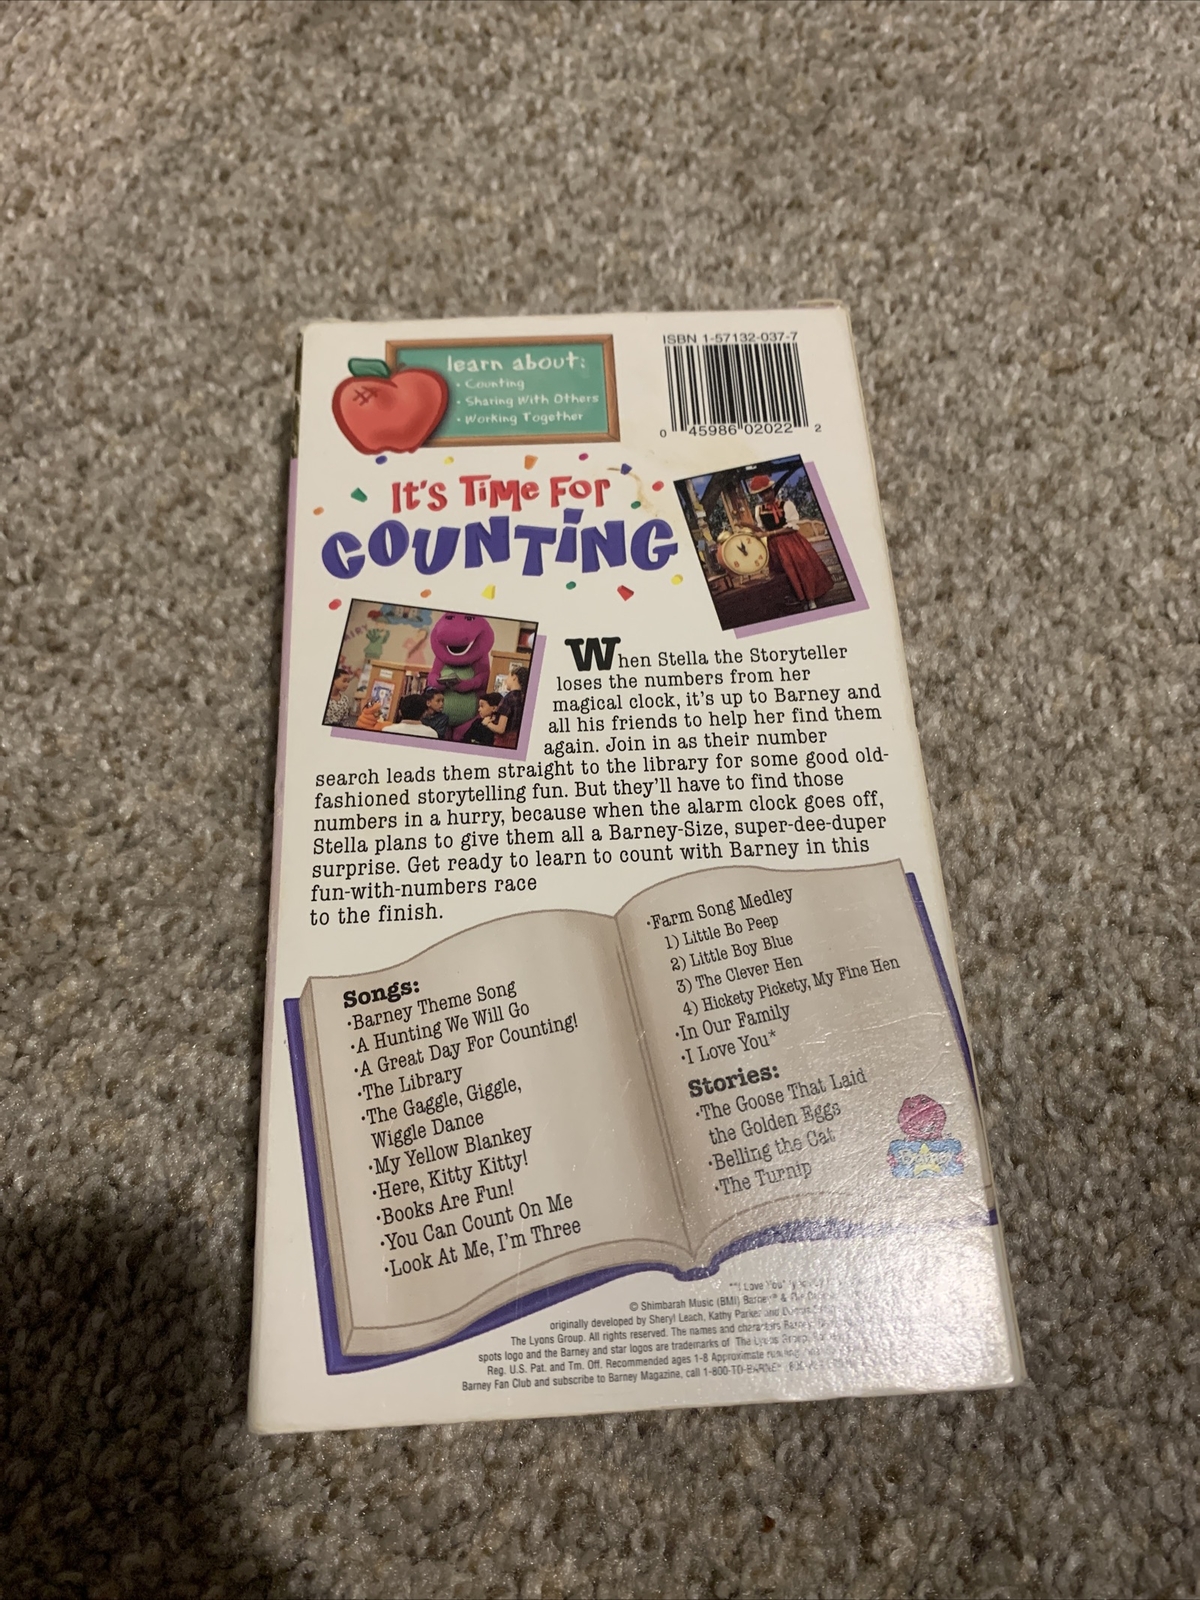 learn about:
• Counting
• Sharing With Others
• Working Together
ISBN 1-57132-037-7
0 45986 02022 2
It's Time For
COUNTING
When Stella the Storyteller
loses the numbers from her
magical clock, it's up to Barney and
all his friends to help her find them
again. Join in as their number
search leads them straight to the library for some good old-
fashioned storytelling fun. But they'll have to find those
numbers in a hurry, because when the alarm clock goes off,
Stella plans to give them all a Barney-Size, super-dee-duper
surprise. Get ready to learn to count with Barney in this
fun-with-numbers race
to the finish.
Songs:
•Barney Theme Song
•A Hunting We Will Go
•A Great Day For Counting!
•The Library
•The Gaggle, Giggle,
Wiggle Dance
•My Yellow Blankey
•Here, Kitty Kitty!
•Books Are Fun!
•You Can Count On Me
•Look At Me, I'm Three
•Farm Song Medley
1) Little Bo Peep
2) Little Boy Blue
3) The Clever Hen
4) Hickety Pickety, My Fine Hen
•In Our Family
•I Love You*
Stories:
•The Goose That Laid
the Golden Eggs
•Belling the Cat
•The Turnip
*"I Love You"
© Shimbarah Music (BMI) Barney® &
originally developed by Sheryl Leach, Kathy Parker and
The Lyons Group. All rights reserved. The names and characters Barney,
spots logo and the Barney and star logos are trademarks of The Lyons Group.
Reg. U.S. Pat. and Tm. Off. Recommended ages 1-8 Approximate
Barney Fan Club and subscribe to Barney Magazine, call 1-800-TO-BARNEY